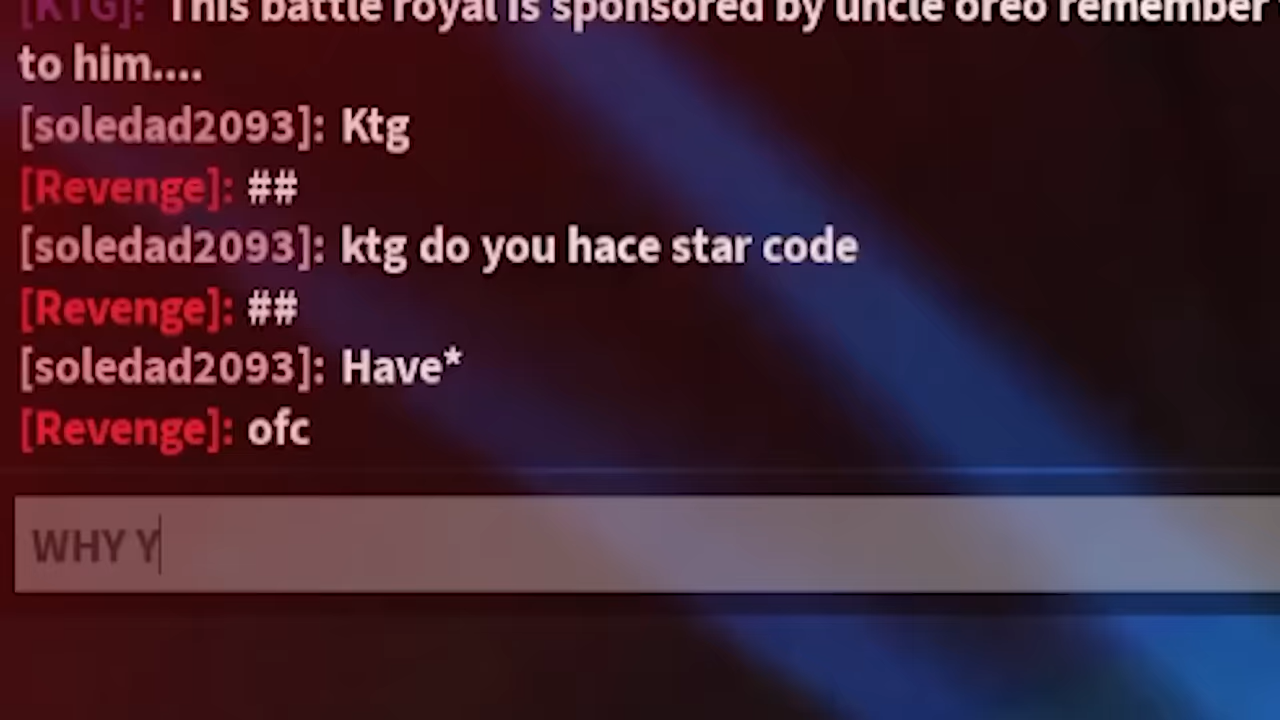 [KTG]: This battle royal is sponsored by uncle oreo remember
to him....
[soledad2093]: Ktg
[Revenge]: ##
[soledad2093]: ktg do you hace star code
[Revenge]: ##
[soledad2093]: Have*
[Revenge]: ofc
WHY Y